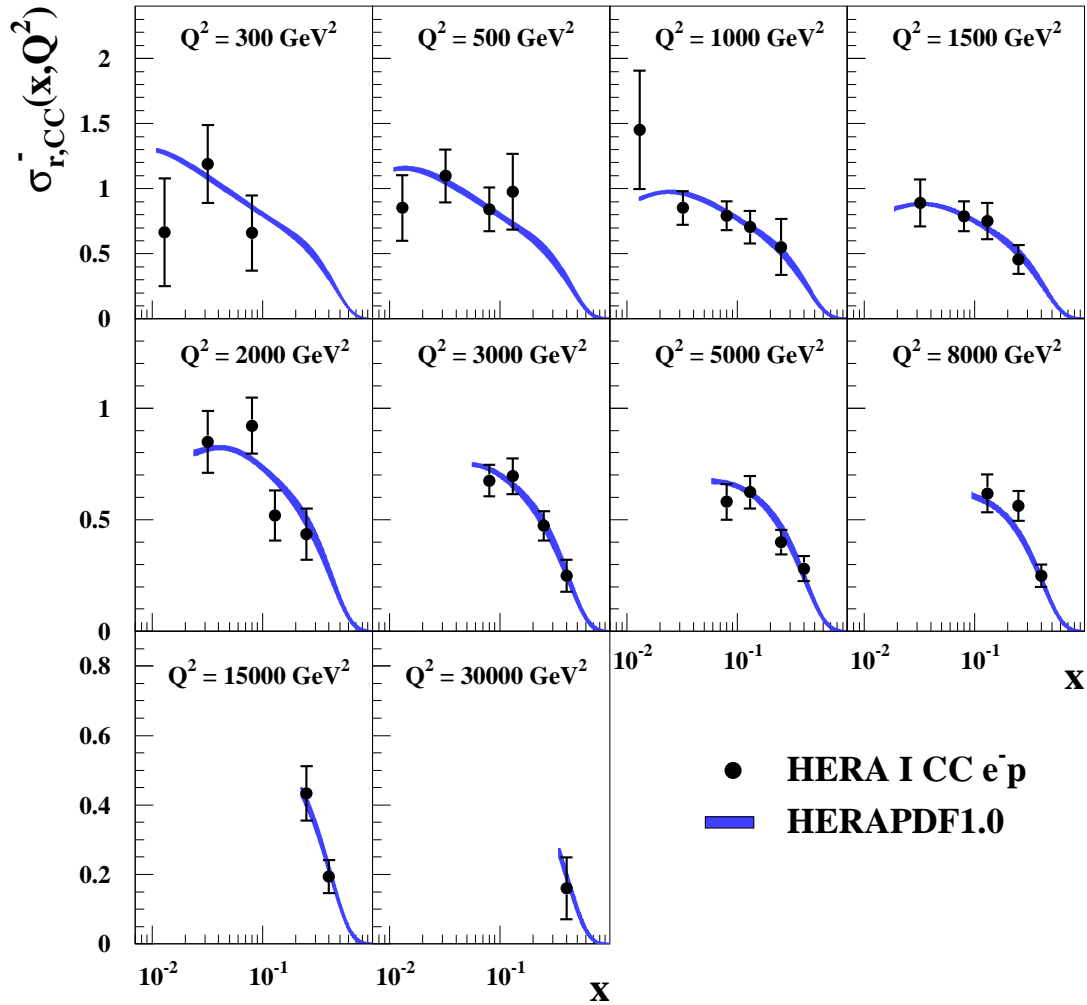 σ⁻r,CC(x,Q²)
Q² = 300 GeV²
Q² = 500 GeV²
Q² = 1000 GeV²
Q² = 1500 GeV²
2
1.5
1
0.5
0
Q² = 2000 GeV²
Q² = 3000 GeV²
Q² = 5000 GeV²
Q² = 8000 GeV²
1
0.5
0
10⁻² 10⁻¹ 10⁻² 10⁻¹
x
Q² = 15000 GeV²
Q² = 30000 GeV²
0.8
0.6
0.4
0.2
0
HERA I CC e⁻p
HERAPDF1.0
10⁻² 10⁻¹ 10⁻² 10⁻¹
x